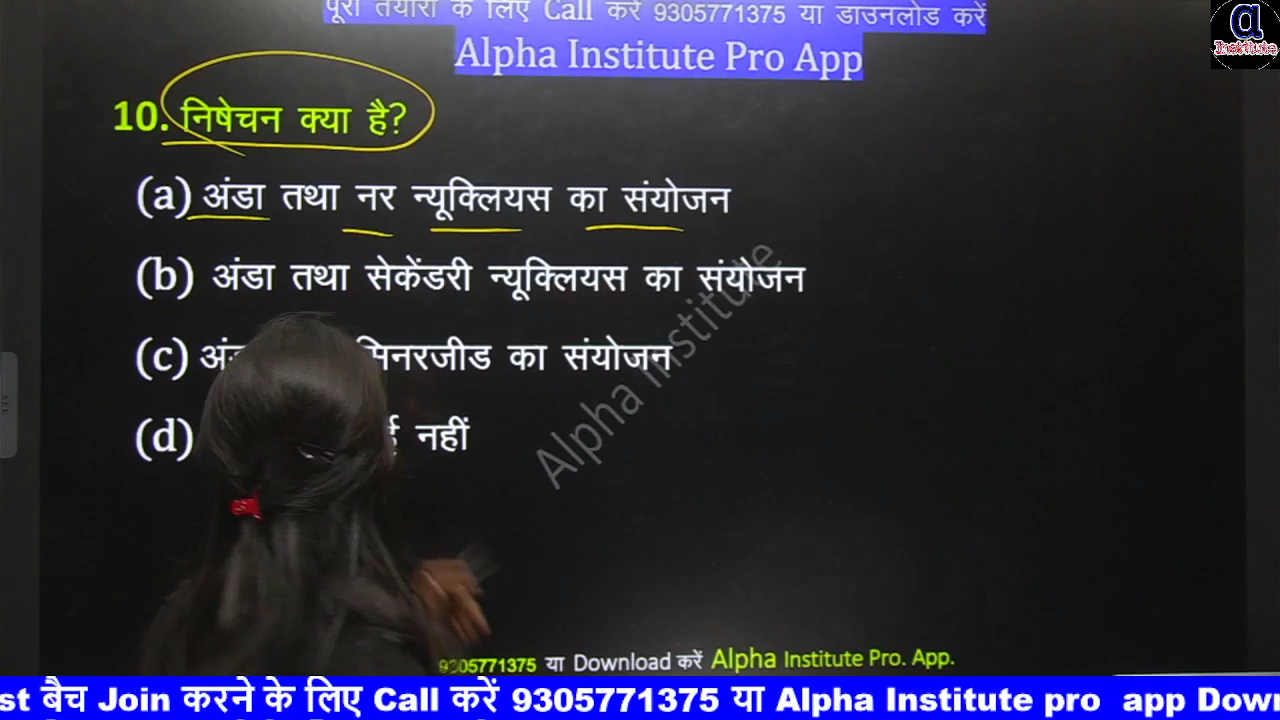 पूरी तैयारी के लिए Call करें 9305771375 या डाउनलोड करें
Alpha Institute Pro App
α
Institute
10. निषेचन क्या है?
(a) अंडा तथा नर न्यूक्लियस का संयोजन
(b) अंडा तथा सेकेंडरी न्यूक्लियस का संयोजन
(c) सिनरजीड का संयोजन
(d) नहीं
Alpha Institute
9305771375 या Download करें Alpha Institute Pro. App.
बैच Join करने के लिए Call करें 9305771375 या Alpha Institute pro app